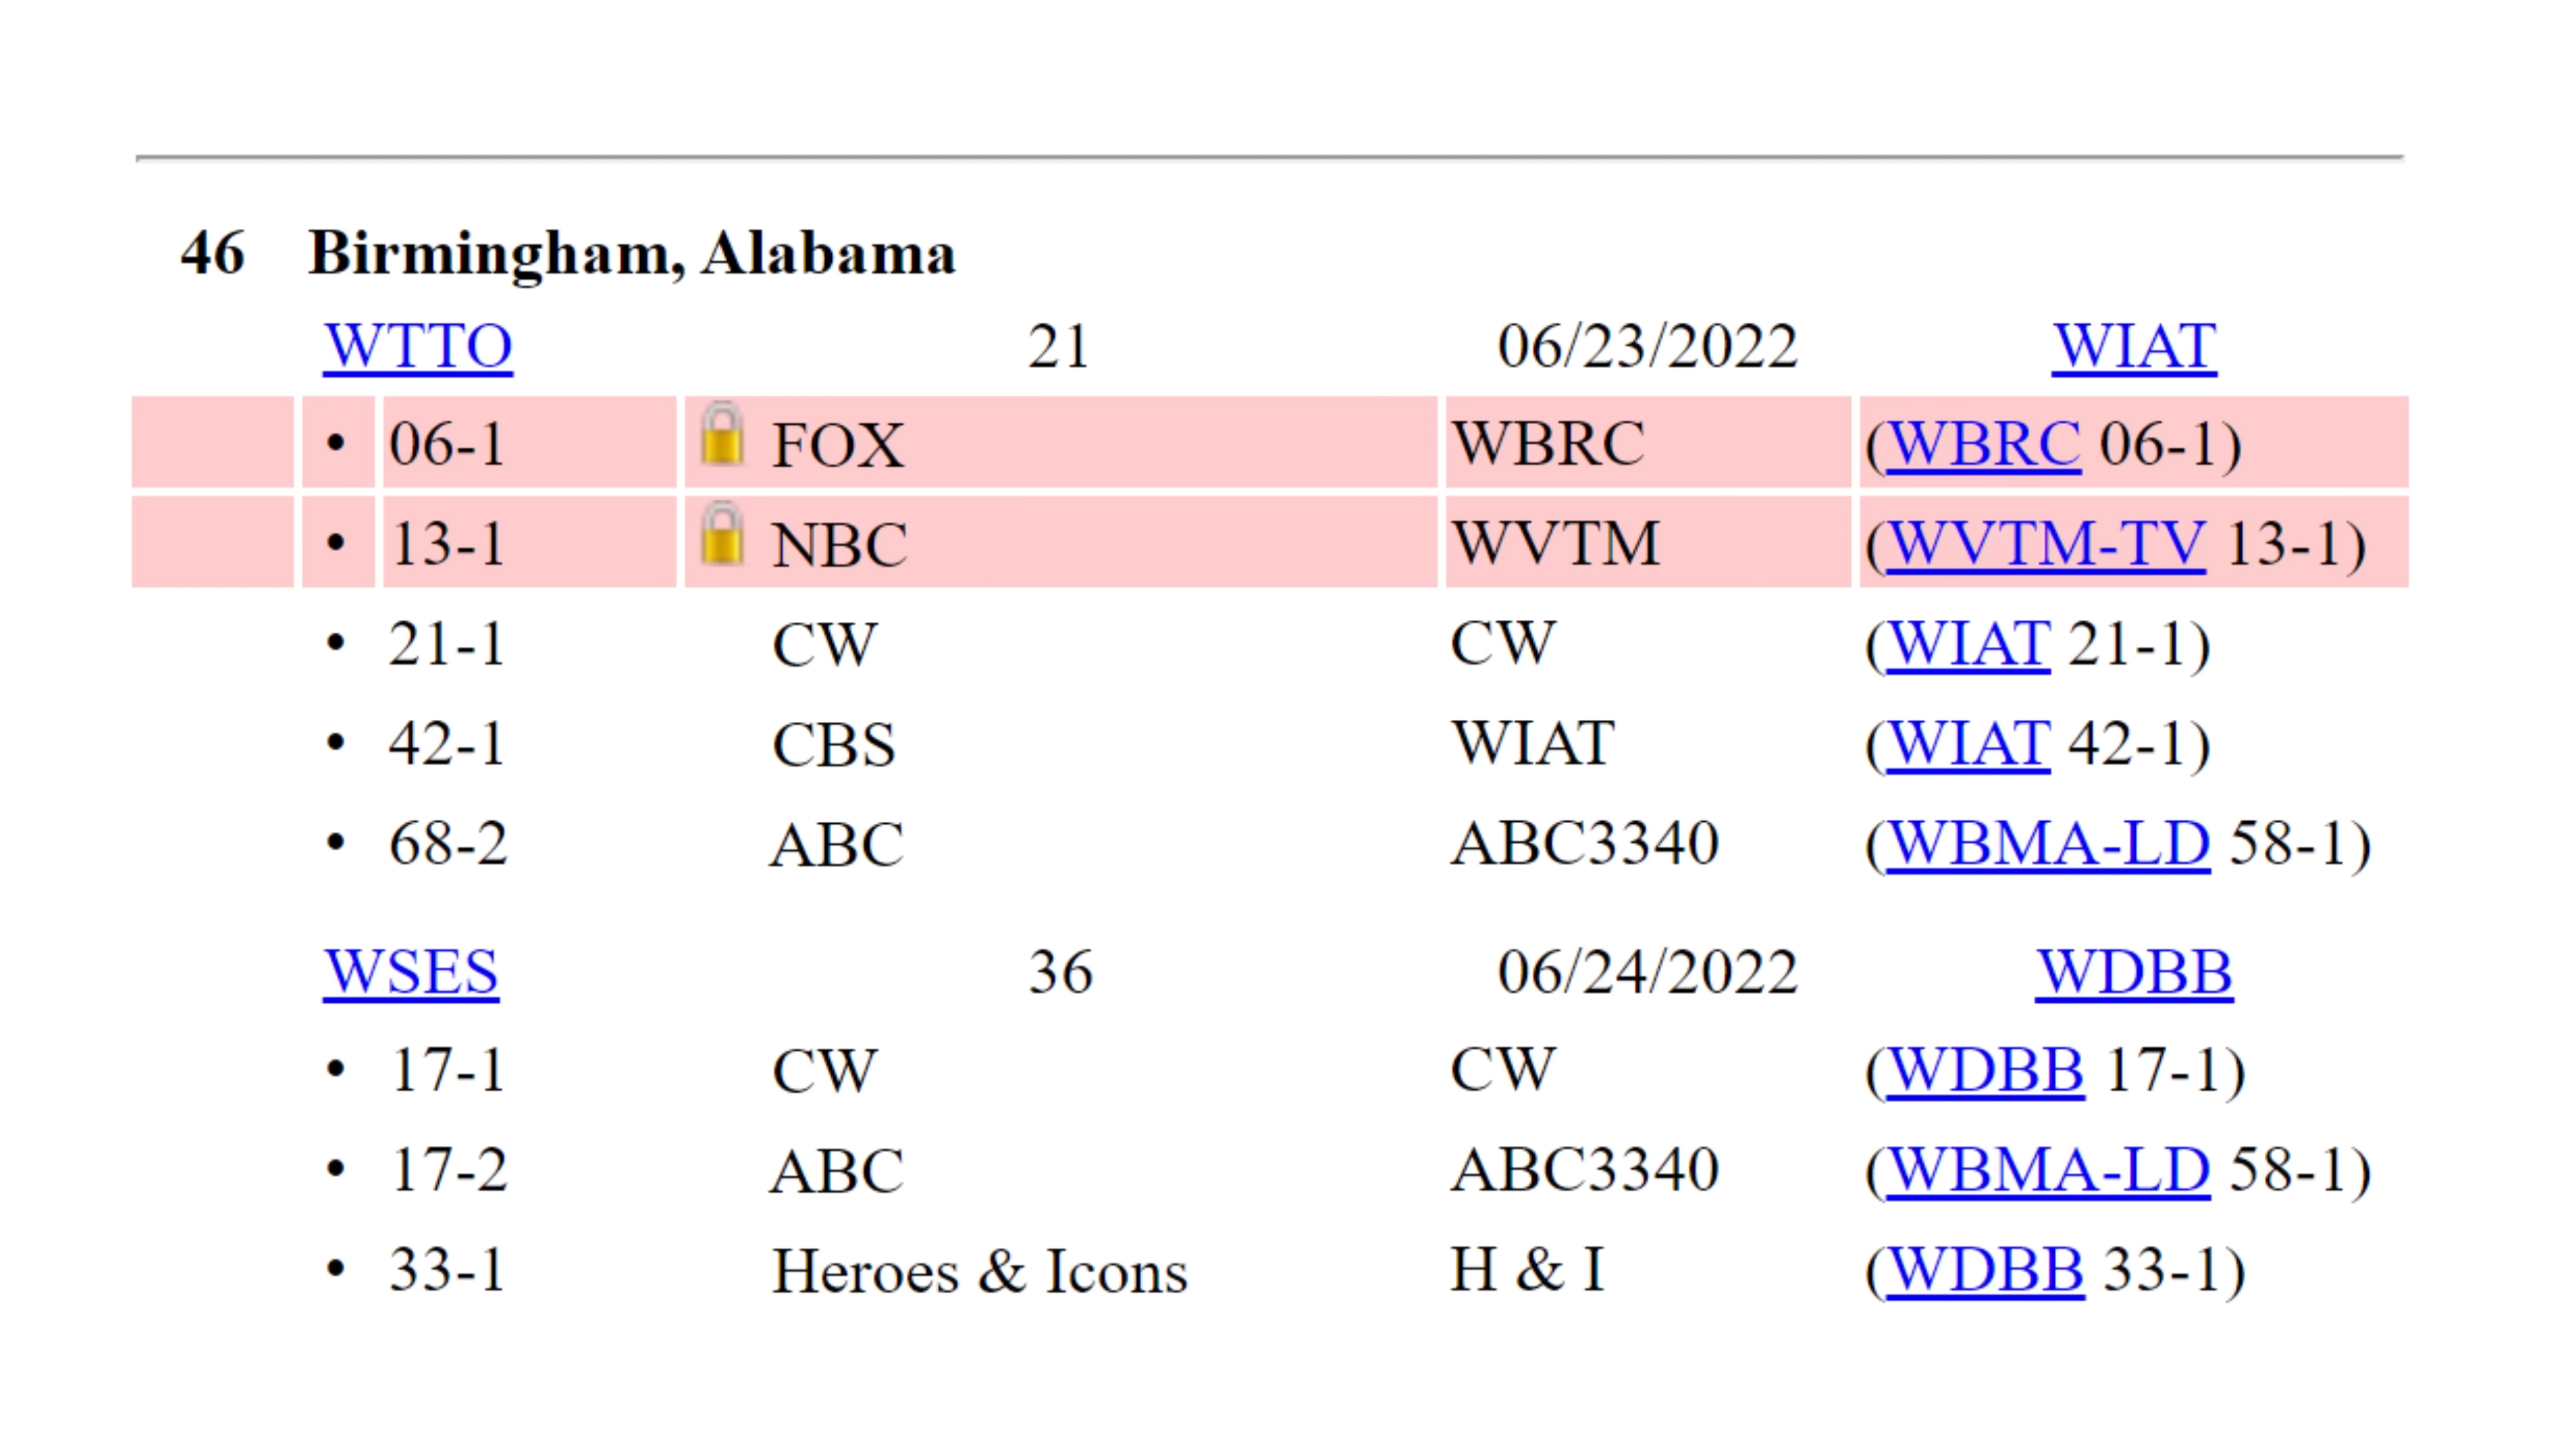 46 Birmingham, Alabama
WTTO 21 06/23/2022 WIAT
• 06-1 FOX WBRC (WBRC 06-1)
• 13-1 NBC WVTM (WVTM-TV 13-1)
• 21-1 CW CW (WIAT 21-1)
• 42-1 CBS WIAT (WIAT 42-1)
• 68-2 ABC ABC3340 (WBMA-LD 58-1)
WSES 36 06/24/2022 WDBB
• 17-1 CW CW (WDBB 17-1)
• 17-2 ABC ABC3340 (WBMA-LD 58-1)
• 33-1 Heroes & Icons H & I (WDBB 33-1)